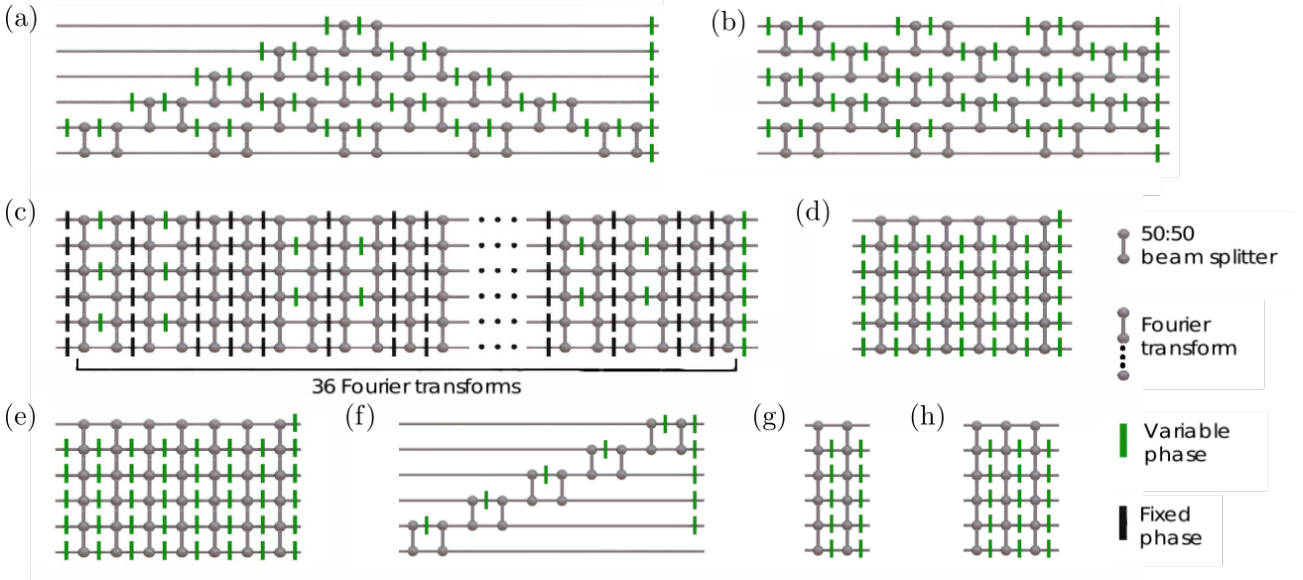 (a)
(b)
(c)
(d)
50:50
beam splitter
Fourier
transform
36 Fourier transforms
(e)
(f)
(g)
(h)
Variable
phase
Fixed
phase